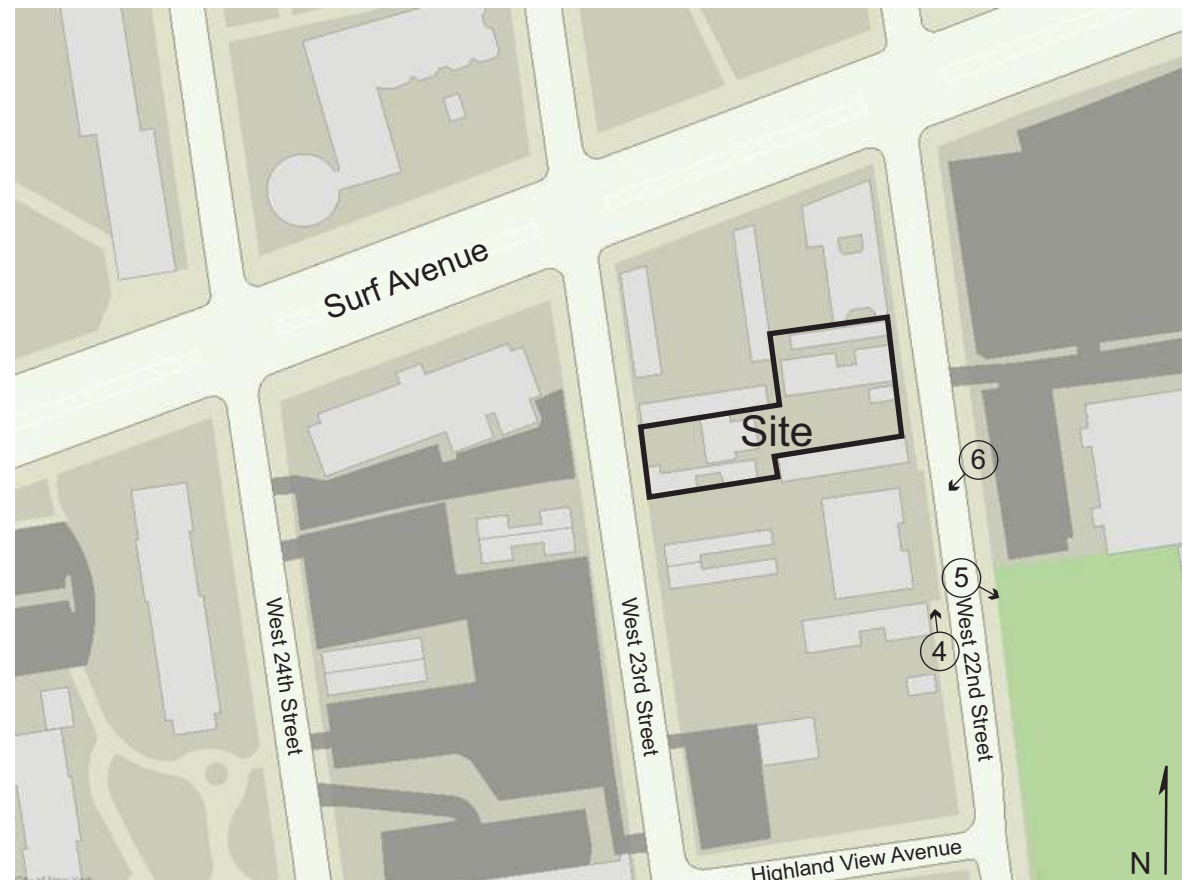 Surf Avenue
Site
6
5
4
West 24th Street
West 23rd Street
West 22nd Street
Highland View Avenue
N